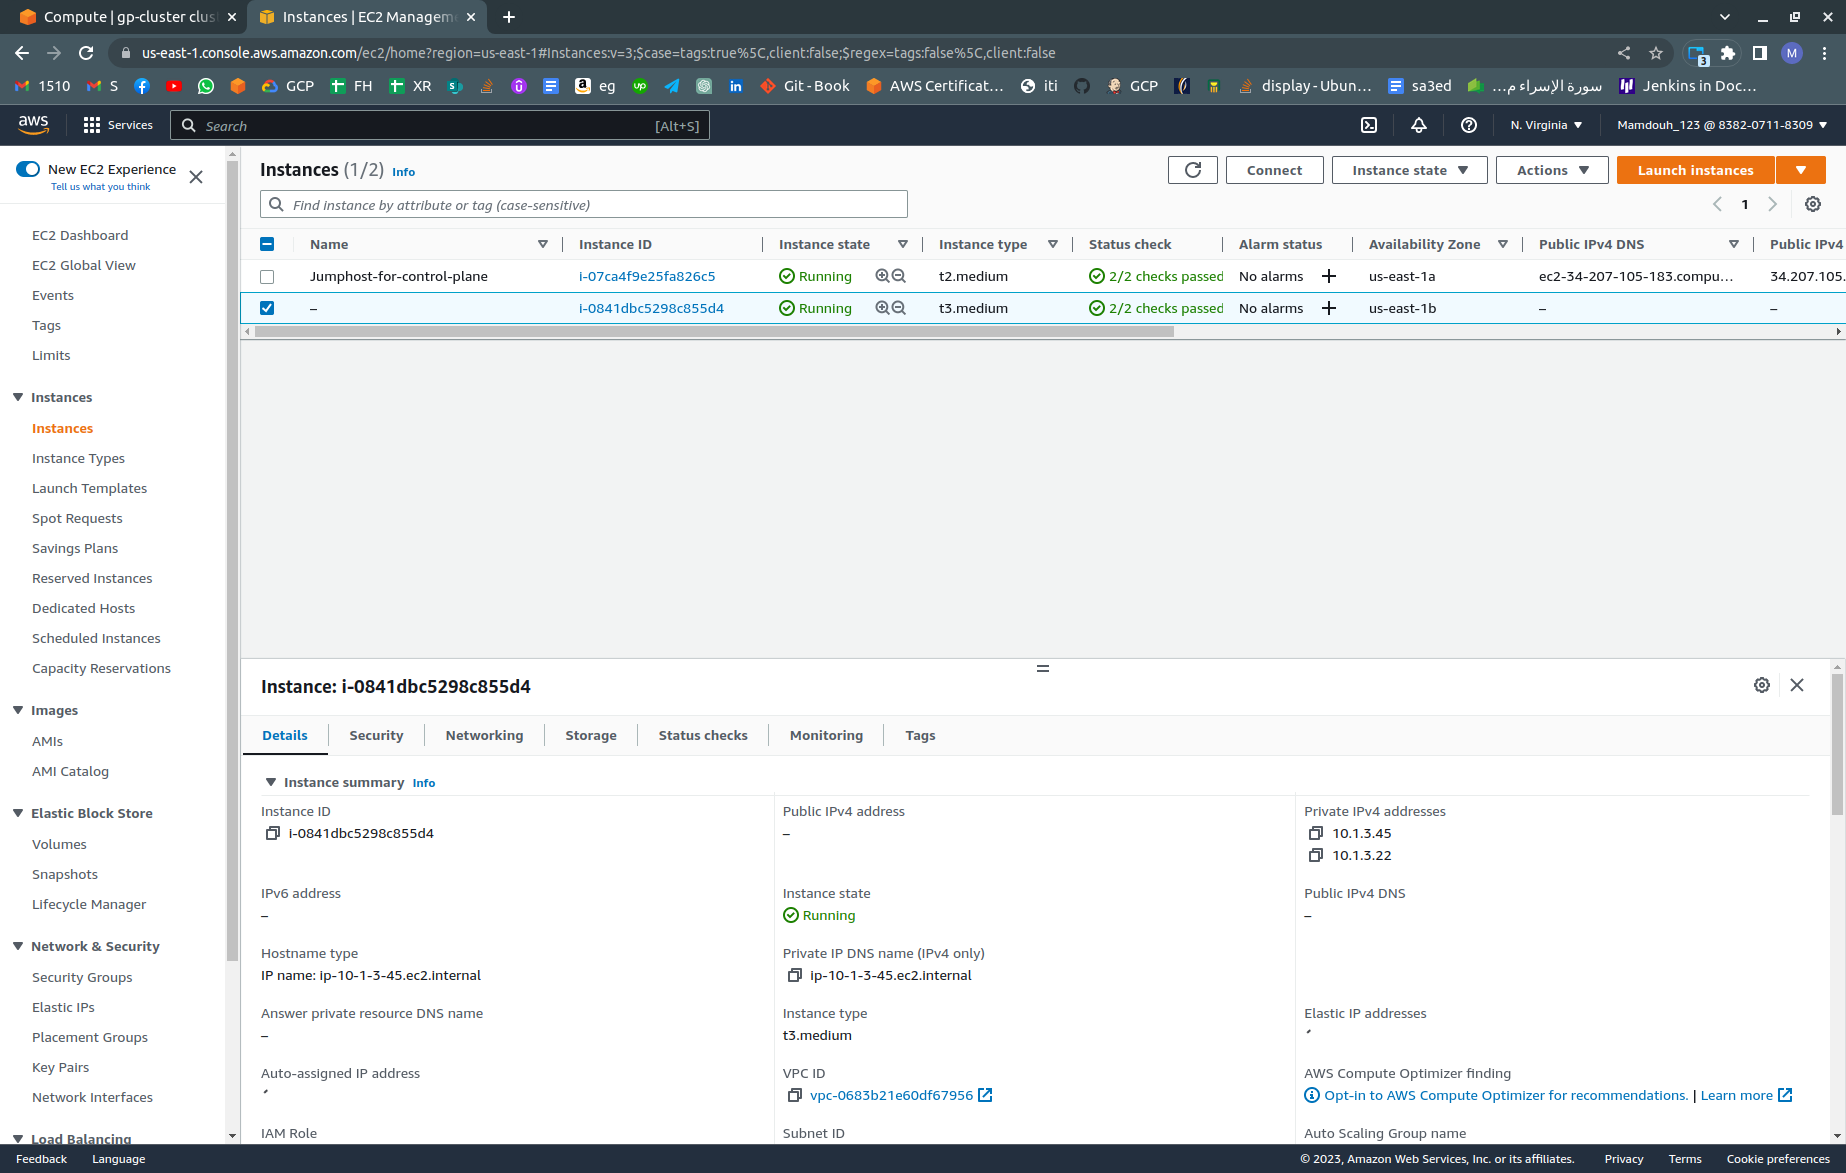 Compute | gp-cluster clus
Instances | EC2 Managem
us-east-1.console.aws.amazon.com/ec2/home?region=us-east-1#Instances:v=3;$case=tags:true%5C,client:false;$regex=tags:false%5C,client:false
3
M
1510 S GCP FH XR eg iti GCP Git - Book AWS Certificat… display - Ubun… sa3ed سورة الإسراء م… Jenkins in Doc…
aws
Services
Search [Alt+S]
N. Virginia Mamdouh_123 @ 8382-0711-8309
New EC2 Experience
Tell us what you think
EC2 Dashboard
EC2 Global View
Events
Tags
Limits
Instances
Instances
Instance Types
Launch Templates
Spot Requests
Savings Plans
Reserved Instances
Dedicated Hosts
Scheduled Instances
Capacity Reservations
Images
AMIs
AMI Catalog
Elastic Block Store
Volumes
Snapshots
Lifecycle Manager
Network & Security
Security Groups
Elastic IPs
Placement Groups
Key Pairs
Network Interfaces
Load Balancing
Instances (1/2) Info
Connect Instance state Actions Launch instances
Find instance by attribute or tag (case-sensitive)
1
Name Instance ID Instance state Instance type Status check Alarm status Availability Zone Public IPv4 DNS Public IPv4
Jumphost-for-control-plane i-07ca4f9e25fa826c5 Running t2.medium 2/2 checks passed No alarms + us-east-1a ec2-34-207-105-183.compu… 34.207.105.
– i-0841dbc5298c855d4 Running t3.medium 2/2 checks passed No alarms + us-east-1b – –
Instance: i-0841dbc5298c855d4
Details Security Networking Storage Status checks Monitoring Tags
Instance summary Info
Instance ID
i-0841dbc5298c855d4
Public IPv4 address
–
Private IPv4 addresses
10.1.3.45
10.1.3.22
IPv6 address
–
Instance state
Running
Public IPv4 DNS
–
Hostname type
IP name: ip-10-1-3-45.ec2.internal
Private IP DNS name (IPv4 only)
ip-10-1-3-45.ec2.internal
Answer private resource DNS name
–
Instance type
t3.medium
Elastic IP addresses
Auto-assigned IP address
VPC ID
vpc-0683b21e60df67956
AWS Compute Optimizer finding
Opt-in to AWS Compute Optimizer for recommendations. | Learn more
IAM Role
Subnet ID
Auto Scaling Group name
Feedback Language
© 2023, Amazon Web Services, Inc. or its affiliates. Privacy Terms Cookie preferences